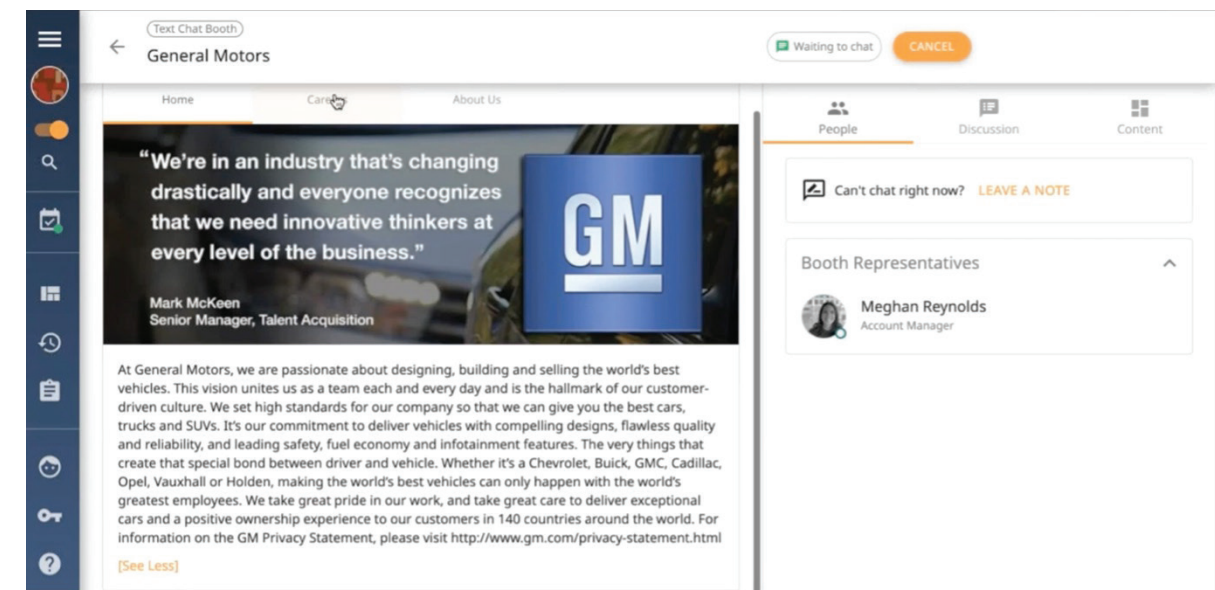 Text Chat Booth
General Motors
Waiting to chat
CANCEL
Home
About Us
“We’re in an industry that’s changing
drastically and everyone recognizes
that we need innovative thinkers at
every level of the business.”
Mark McKeen
Senior Manager, Talent Acquisition
GM
At General Motors, we are passionate about designing, building and selling the world’s best
vehicles. This vision unites us as a team each and every day and is the hallmark of our customer-
driven culture. We set high standards for our company so that we can give you the best cars,
trucks and SUVs. It’s our commitment to deliver vehicles with compelling designs, flawless quality
and reliability, and leading safety, fuel economy and infotainment features. The very things that
create that special bond between driver and vehicle. Whether it’s a Chevrolet, Buick, GMC, Cadillac,
Opel, Vauxhall or Holden, making the world’s best vehicles can only happen with the world’s
greatest employees. We take great pride in our work, and take great care to deliver exceptional
cars and a positive ownership experience to our customers in 140 countries around the world. For
information on the GM Privacy Statement, please visit http://www.gm.com/privacy-statement.html
[See Less]
People
Discussion
Content
Can't chat right now? LEAVE A NOTE
Booth Representatives
Meghan Reynolds
Account Manager